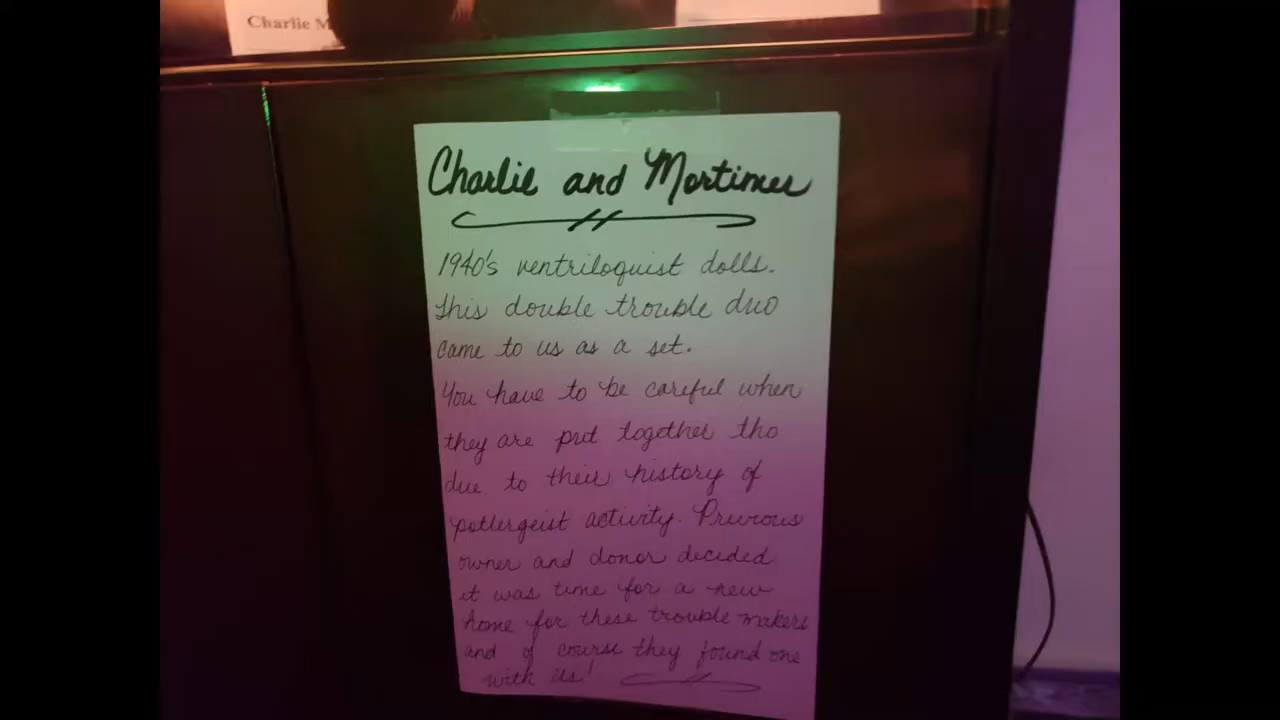 Charlie M
Charlie and Mortimer
1940's ventriloquist dolls.
This double trouble duo
came to us as a set.
You have to be careful when
they are put together tho
due to their history of
potlergeist activity. Previous
owner and donor decided
it was time for a new
home for these trouble makers
and of course they found one
with us!